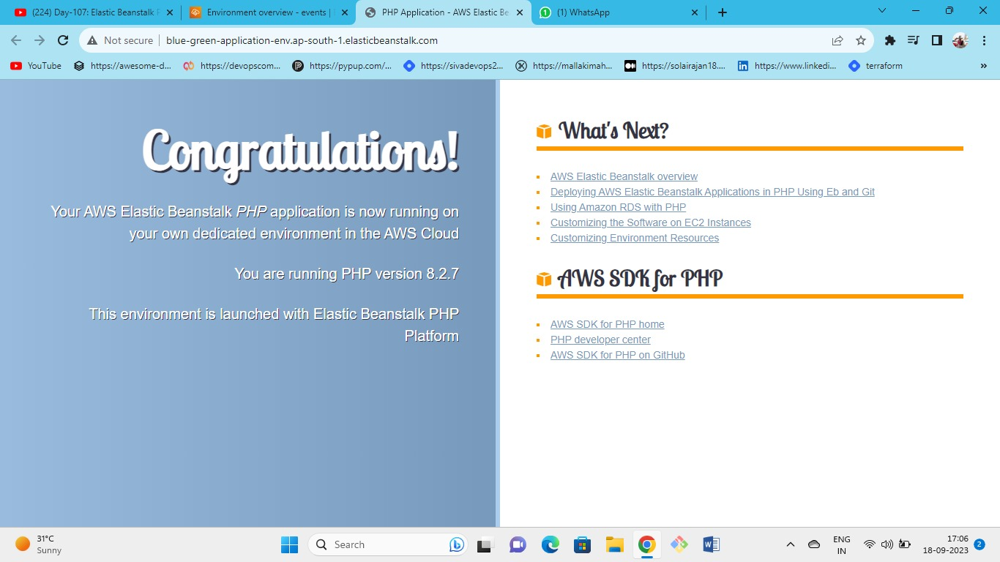 (224) Day-107: Elastic Beanstalk F
Environment overview - events |
PHP Application - AWS Elastic Be
(1) WhatsApp
Not secure
blue-green-application-env.ap-south-1.elasticbeanstalk.com
YouTube
https://awesome-d...
https://devopscom...
https://pypup.com/...
https://sivadevops2...
https://mallakimah...
https://solairajan18....
https://www.linkedi...
terraform
Congratulations!
Your AWS Elastic Beanstalk PHP application is now running on
your own dedicated environment in the AWS Cloud
You are running PHP version 8.2.7
This environment is launched with Elastic Beanstalk PHP
Platform
What's Next?
AWS Elastic Beanstalk overview
Deploying AWS Elastic Beanstalk Applications in PHP Using Eb and Git
Using Amazon RDS with PHP
Customizing the Software on EC2 Instances
Customizing Environment Resources
AWS SDK for PHP
AWS SDK for PHP home
PHP developer center
AWS SDK for PHP on GitHub
31°C
Sunny
Search
ENG
IN
17:06
18-09-2023
2